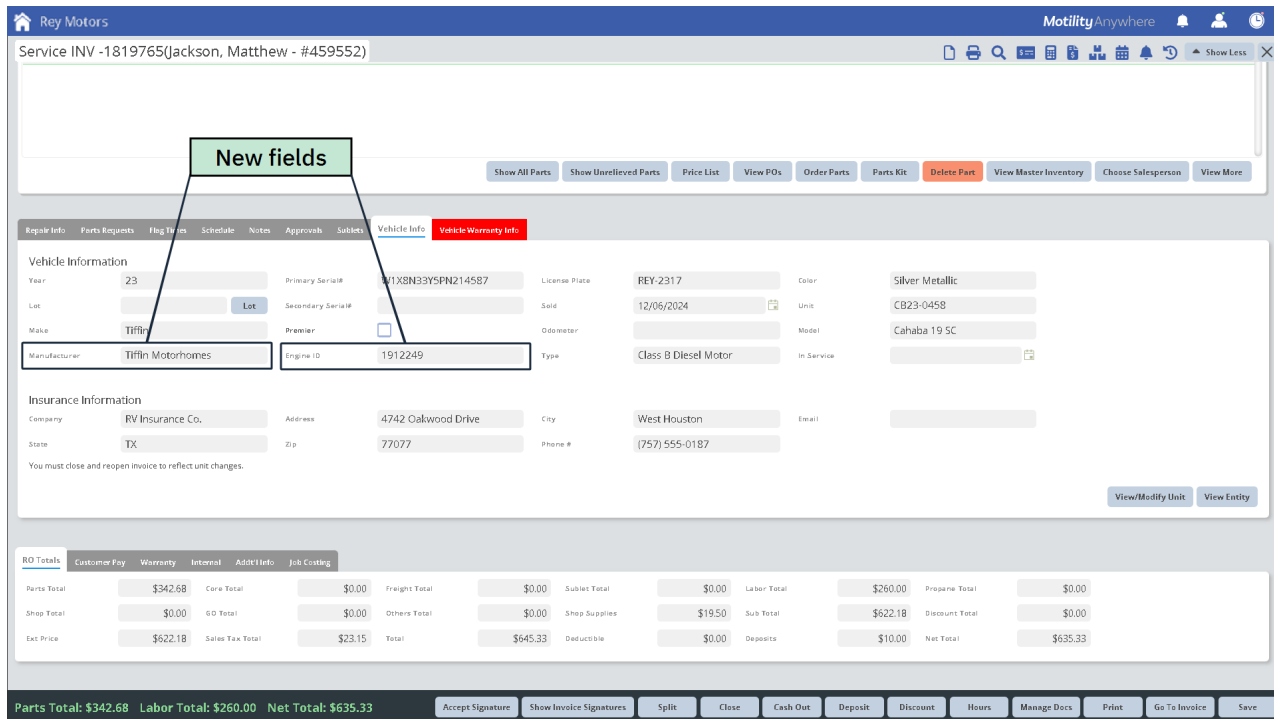 Rey Motors MotilityAnywhere
Service INV -1819765(Jackson, Matthew - #459552) Show Less
New fields
Show All Parts Show Unrelieved Parts Price List View POs Order Parts Parts Kit Delete Part View Master Inventory Choose Salesperson View More
Repair Info Parts Requests Flag Times Schedule Notes Approvals Sublets Vehicle Info Vehicle Warranty Info
Vehicle Information
Year 23 Primary Serial# W1X8N33Y5PN214587 License Plate REY-2317 Color Silver Metallic
Lot Lot Secondary Serial# Sold 12/06/2024 Unit CB23-0458
Make Tiffin Premier Odometer Model Cahaba 19 SC
Manufacturer Tiffin Motorhomes Engine ID 1912249 Type Class B Diesel Motor In Service
Insurance Information
Company RV Insurance Co. Address 4742 Oakwood Drive City West Houston Email
State TX Zip 77077 Phone # (757) 555-0187
You must close and reopen invoice to reflect unit changes.
View/Modify Unit View Entity
RO Totals Customer Pay Warranty Internal Addt'l Info Job Costing
Parts Total $342.68 Core Total $0.00 Freight Total $0.00 Sublet Total $0.00 Labor Total $260.00 Propane Total $0.00
Shop Total $0.00 GO Total $0.00 Others Total $0.00 Shop Supplies $19.50 Sub Total $622.18 Discount Total $0.00
Ext Price $622.18 Sales Tax Total $23.15 Total $645.33 Deductible $0.00 Deposits $10.00 Net Total $635.33
Parts Total: $342.68 Labor Total: $260.00 Net Total: $635.33 Accept Signature Show Invoice Signatures Split Close Cash Out Deposit Discount Hours Manage Docs Print Go To Invoice Save